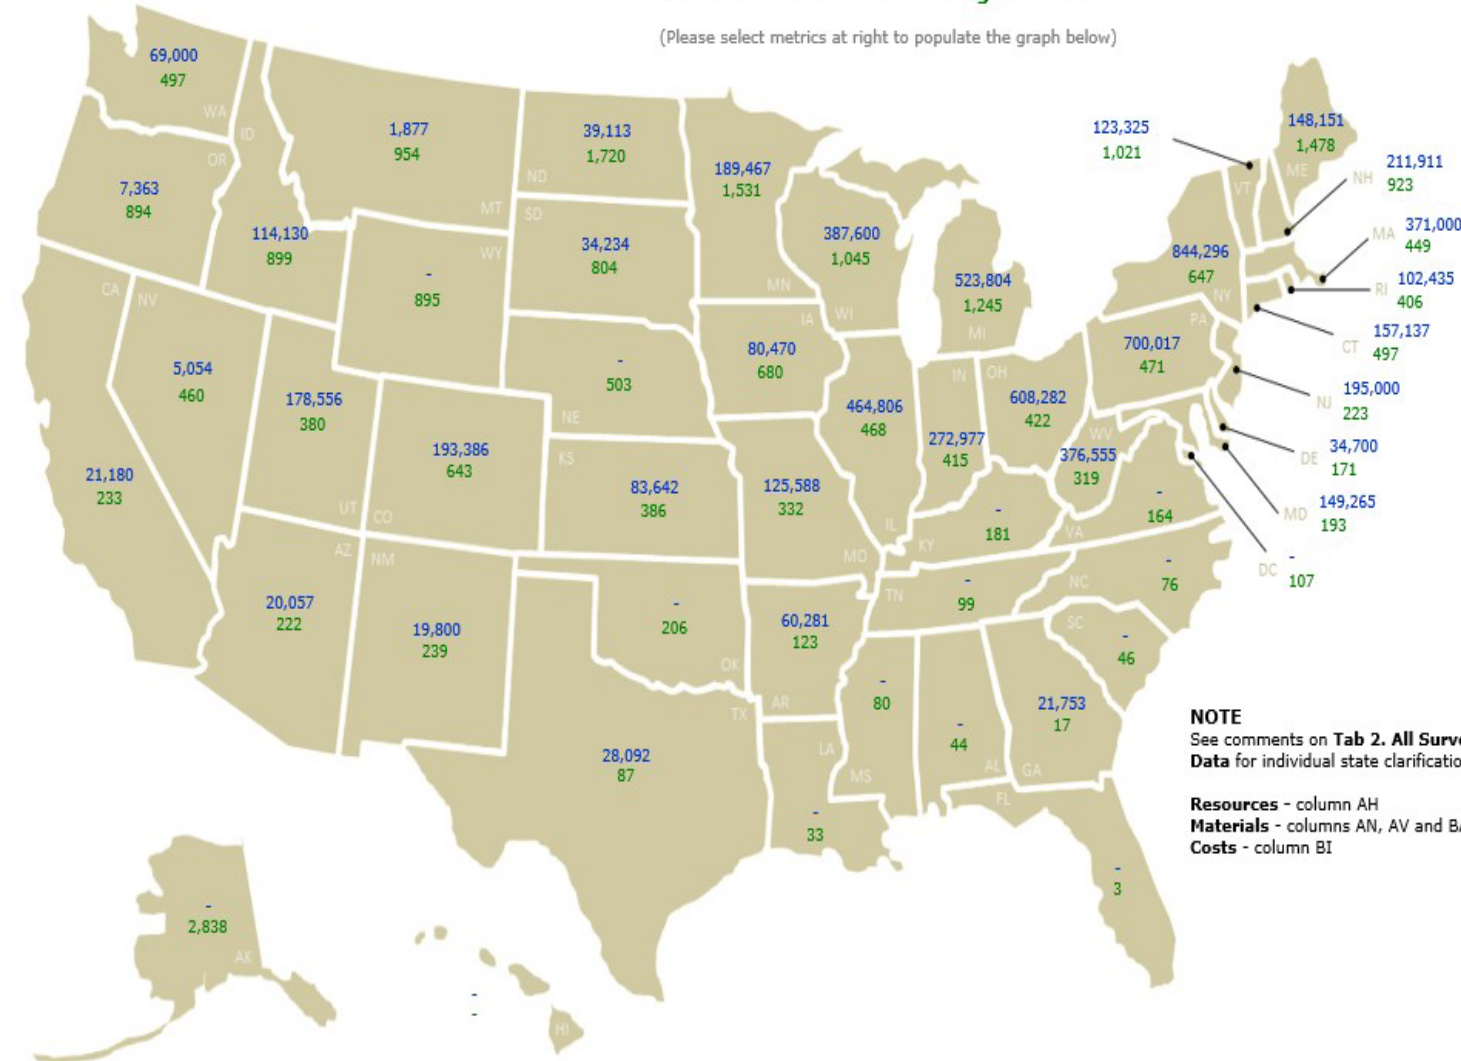 (Please select metrics at right to populate the graph below)
69,000
497
WA
ID
OR
7,363
894
114,130
899
1,877
954
MT
39,113
1,720
ND
SD
34,234
804
WY
-
895
189,467
1,531
MN
387,600
1,045
WI
523,804
1,245
MI
123,325
1,021
VT
148,151
1,478
ME
NH
211,911
923
MA
371,000
449
RI
102,435
406
CT
157,137
497
NJ
195,000
223
DE
34,700
171
MD
149,265
193
DC
-
107
844,296
647
NY
PA
700,017
471
CA
NV
5,054
460
21,180
233
178,556
380
UT
CO
193,386
643
-
503
NE
KS
83,642
386
IA
80,470
680
125,588
332
MO
464,806
468
IL
IN
272,977
415
OH
608,282
422
WV
376,555
319
-
164
VA
KY
-
181
AZ
20,057
222
NM
19,800
239
-
206
OK
TX
28,092
87
60,281
123
AR
TN
-
99
NC
-
76
SC
-
46
-
80
MS
-
44
AL
21,753
17
GA
LA
-
33
FL
-
3
-
2,838
AK
-
-
HI
NOTE
See comments on Tab 2. All
Data for individual state
Resources - column AH
Materials - columns AN, AV and
Costs - column BI